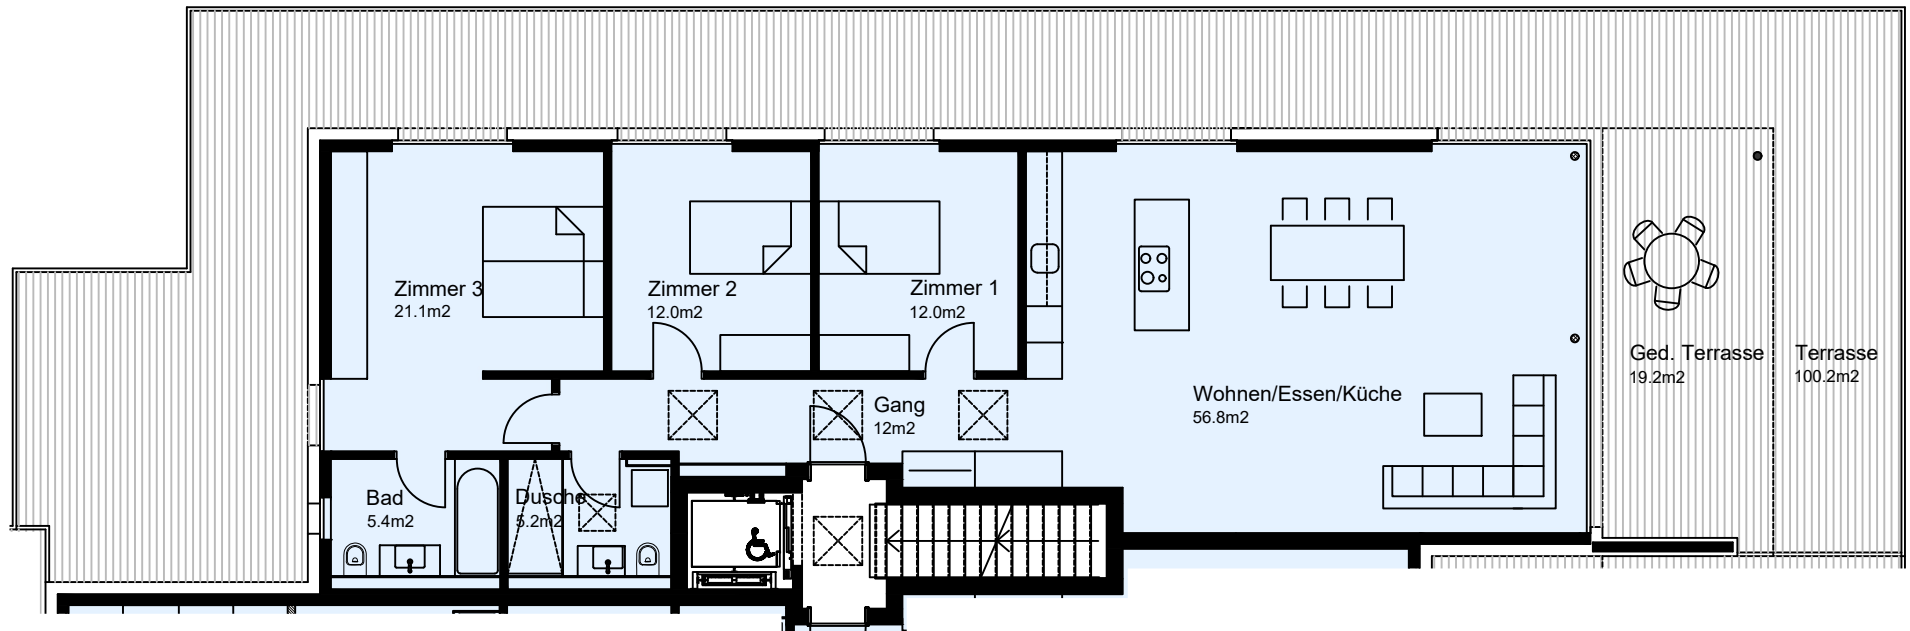 Zimmer 3
21.1m2
Zimmer 2
12.0m2
Zimmer 1
12.0m2
Ged. Terrasse
19.2m2
Terrasse
100.2m2
Wohnen/Essen/Küche
56.8m2
Gang
12m2
Bad
5.4m2
Dusche
5.2m2